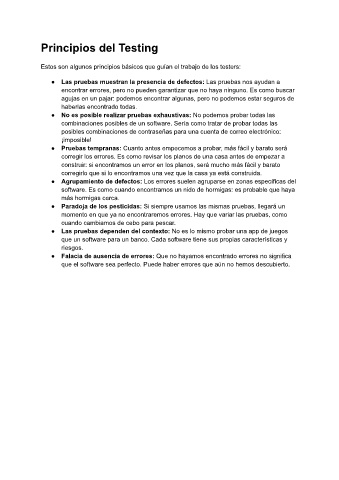 Principios del Testing
Estos son algunos principios básicos que guían el trabajo de los testers:
● Las pruebas muestran la presencia de defectos: Las pruebas nos ayudan a
encontrar errores, pero no pueden garantizar que no haya ninguno. Es como buscar
agujas en un pajar: podemos encontrar algunas, pero no podemos estar seguros de
haberlas encontrado todas.
● No es posible realizar pruebas exhaustivas: No podemos probar todas las
combinaciones posibles de un software. Sería como tratar de probar todas las
posibles combinaciones de contraseñas para una cuenta de correo electrónico:
¡imposible!
● Pruebas tempranas: Cuanto antes empecemos a probar, más fácil y barato será
corregir los errores. Es como revisar los planos de una casa antes de empezar a
construir: si encontramos un error en los planos, será mucho más fácil y barato
corregirlo que si lo encontramos una vez que la casa ya está construida.
● Agrupamiento de defectos: Los errores suelen agruparse en zonas específicas del
software. Es como cuando encontramos un nido de hormigas: es probable que haya
más hormigas cerca.
● Paradoja de los pesticidas: Si siempre usamos las mismas pruebas, llegará un
momento en que ya no encontraremos errores. Hay que variar las pruebas, como
cuando cambiamos de cebo para pescar.
● Las pruebas dependen del contexto: No es lo mismo probar una app de juegos
que un software para un banco. Cada software tiene sus propias características y
riesgos.
● Falacia de ausencia de errores: Que no hayamos encontrado errores no significa
que el software sea perfecto. Puede haber errores que aún no hemos descubierto.